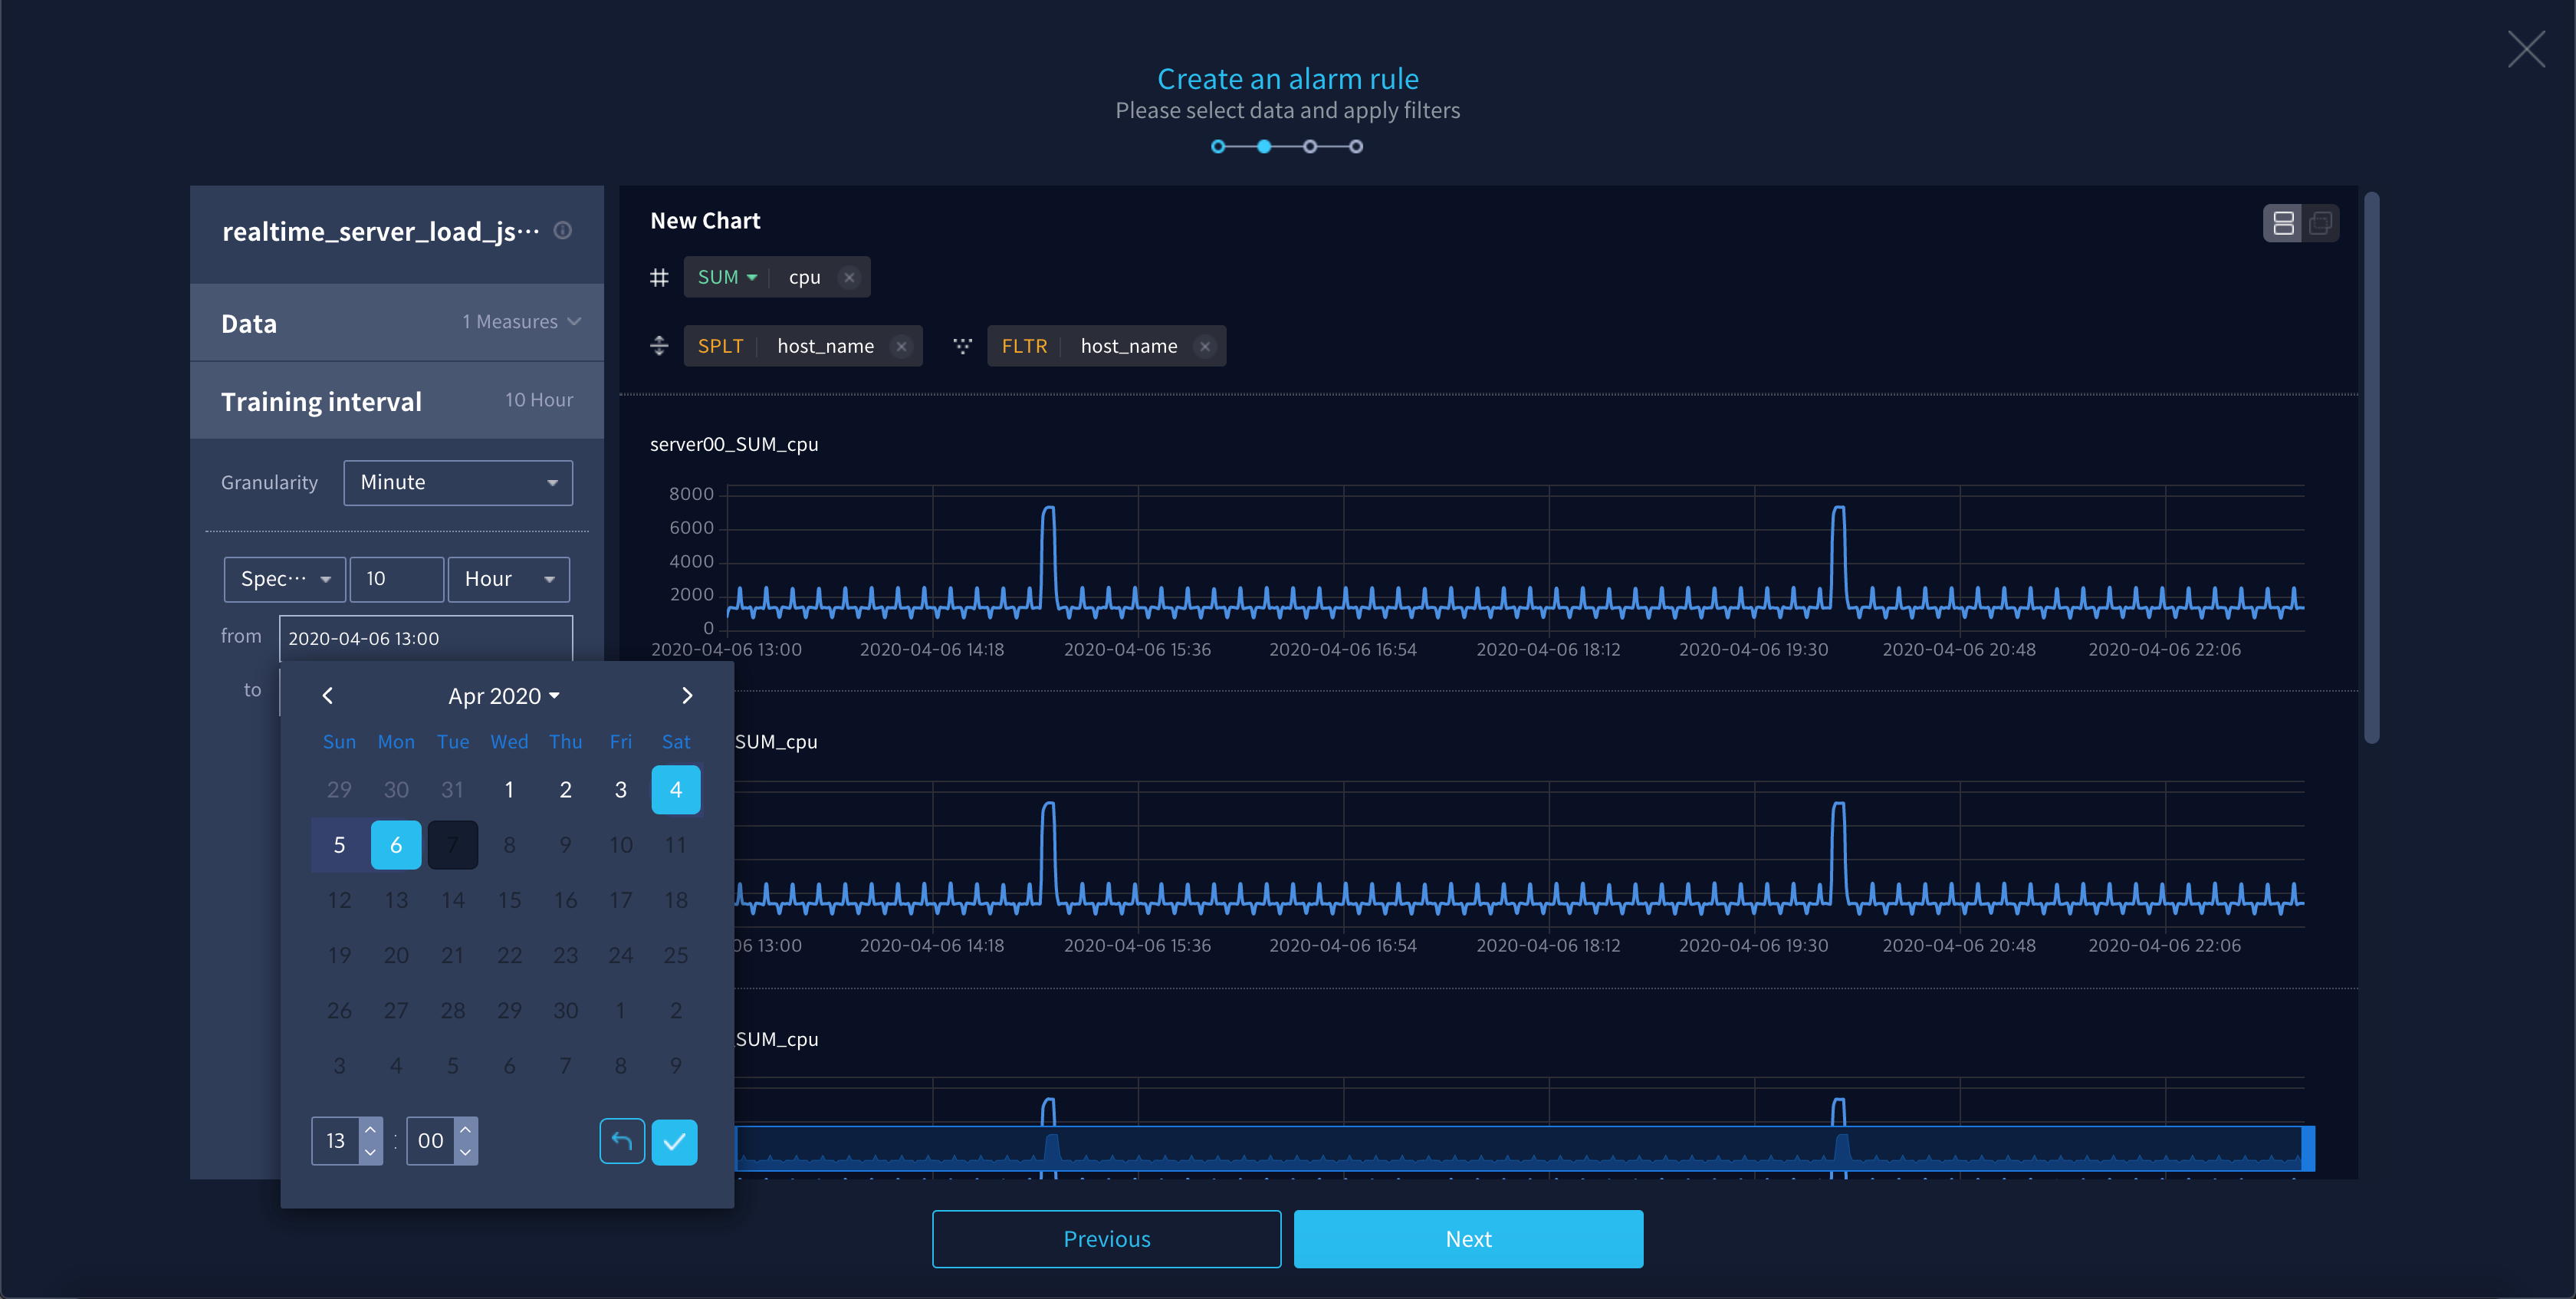 Create an alarm rule
Please select data and apply filters
realtime_server_load_js···
Data 1 Measures
Training interval 10 Hour
Granularity Minute
Spec··· 10 Hour
from 2020-04-06 13:00
to
Apr 2020
Sun Mon Tue Wed Thu Fri Sat
29 30 31 1 2 3 4
5 6 7 8 9 10 11
12 13 14 15 16 17 18
19 20 21 22 23 24 25
26 27 28 29 30 1 2
3 4 5 6 7 8 9
13 : 00
New Chart
SUM cpu
SPLT host_name FLTR host_name
server00_SUM_cpu
8000
6000
4000
2000
0
2020-04-06 13:00 2020-04-06 14:18 2020-04-06 15:36 2020-04-06 16:54 2020-04-06 18:12 2020-04-06 19:30 2020-04-06 20:48 2020-04-06 22:06
SUM_cpu
06 13:00 2020-04-06 14:18 2020-04-06 15:36 2020-04-06 16:54 2020-04-06 18:12 2020-04-06 19:30 2020-04-06 20:48 2020-04-06 22:06
_SUM_cpu
Previous Next